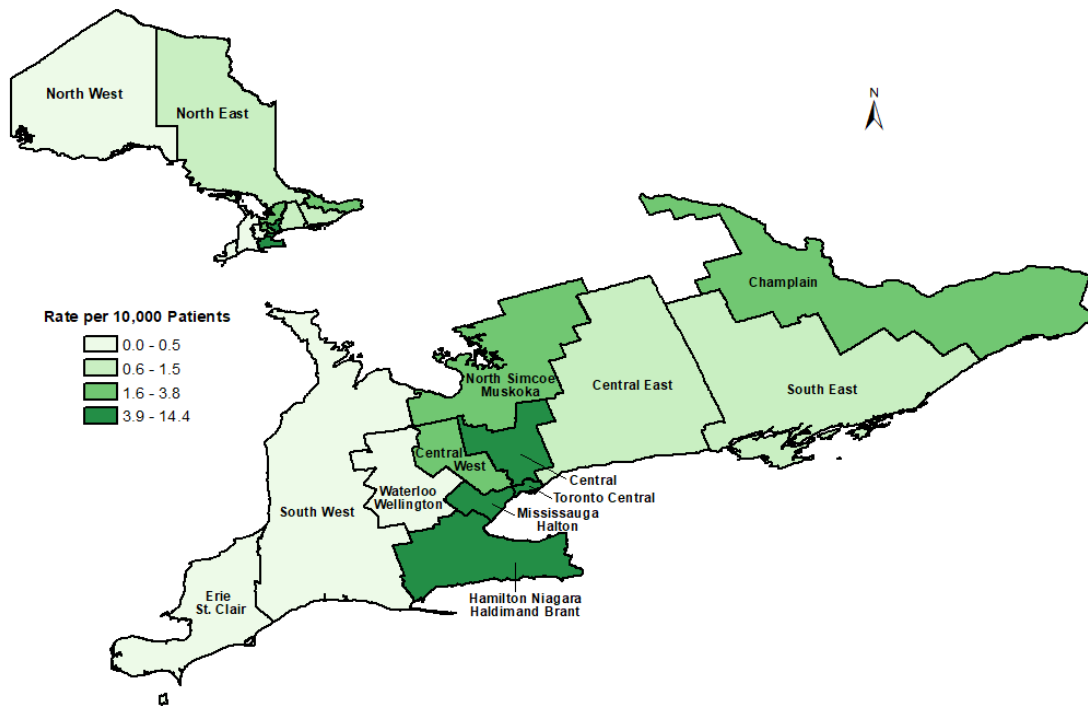 North West
North East
N
Champlain
Rate per 10,000 Patients
0.0 - 0.5
0.6 - 1.5
1.6 - 3.8
3.9 - 14.4
North Simcoe
Muskoka
Central East
South East
Central
West
Central
Toronto Central
Waterloo
Wellington
Mississauga
Halton
South West
Erie
St. Clair
Hamilton Niagara
Haldimand Brant